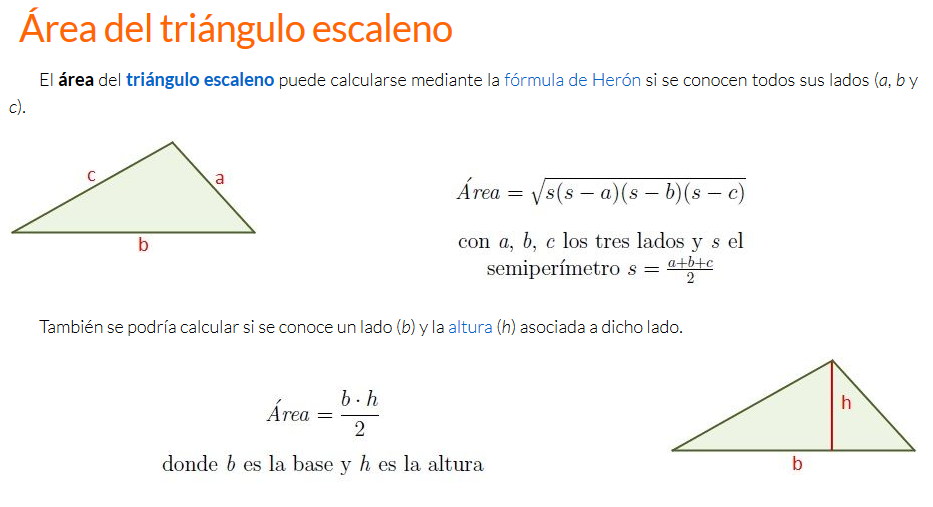 Área del triángulo escaleno
El área del triángulo escaleno puede calcularse mediante la fórmula de Herón si se conocen todos sus lados (a, b y
c).
c
a
b
Área = √s(s − a)(s − b)(s − c)
con a, b, c los tres lados y s el
semiperímetro s = a+b+c/2
También se podría calcular si se conoce un lado (b) y la altura (h) asociada a dicho lado.
Área = b · h/2
donde b es la base y h es la altura
h
b